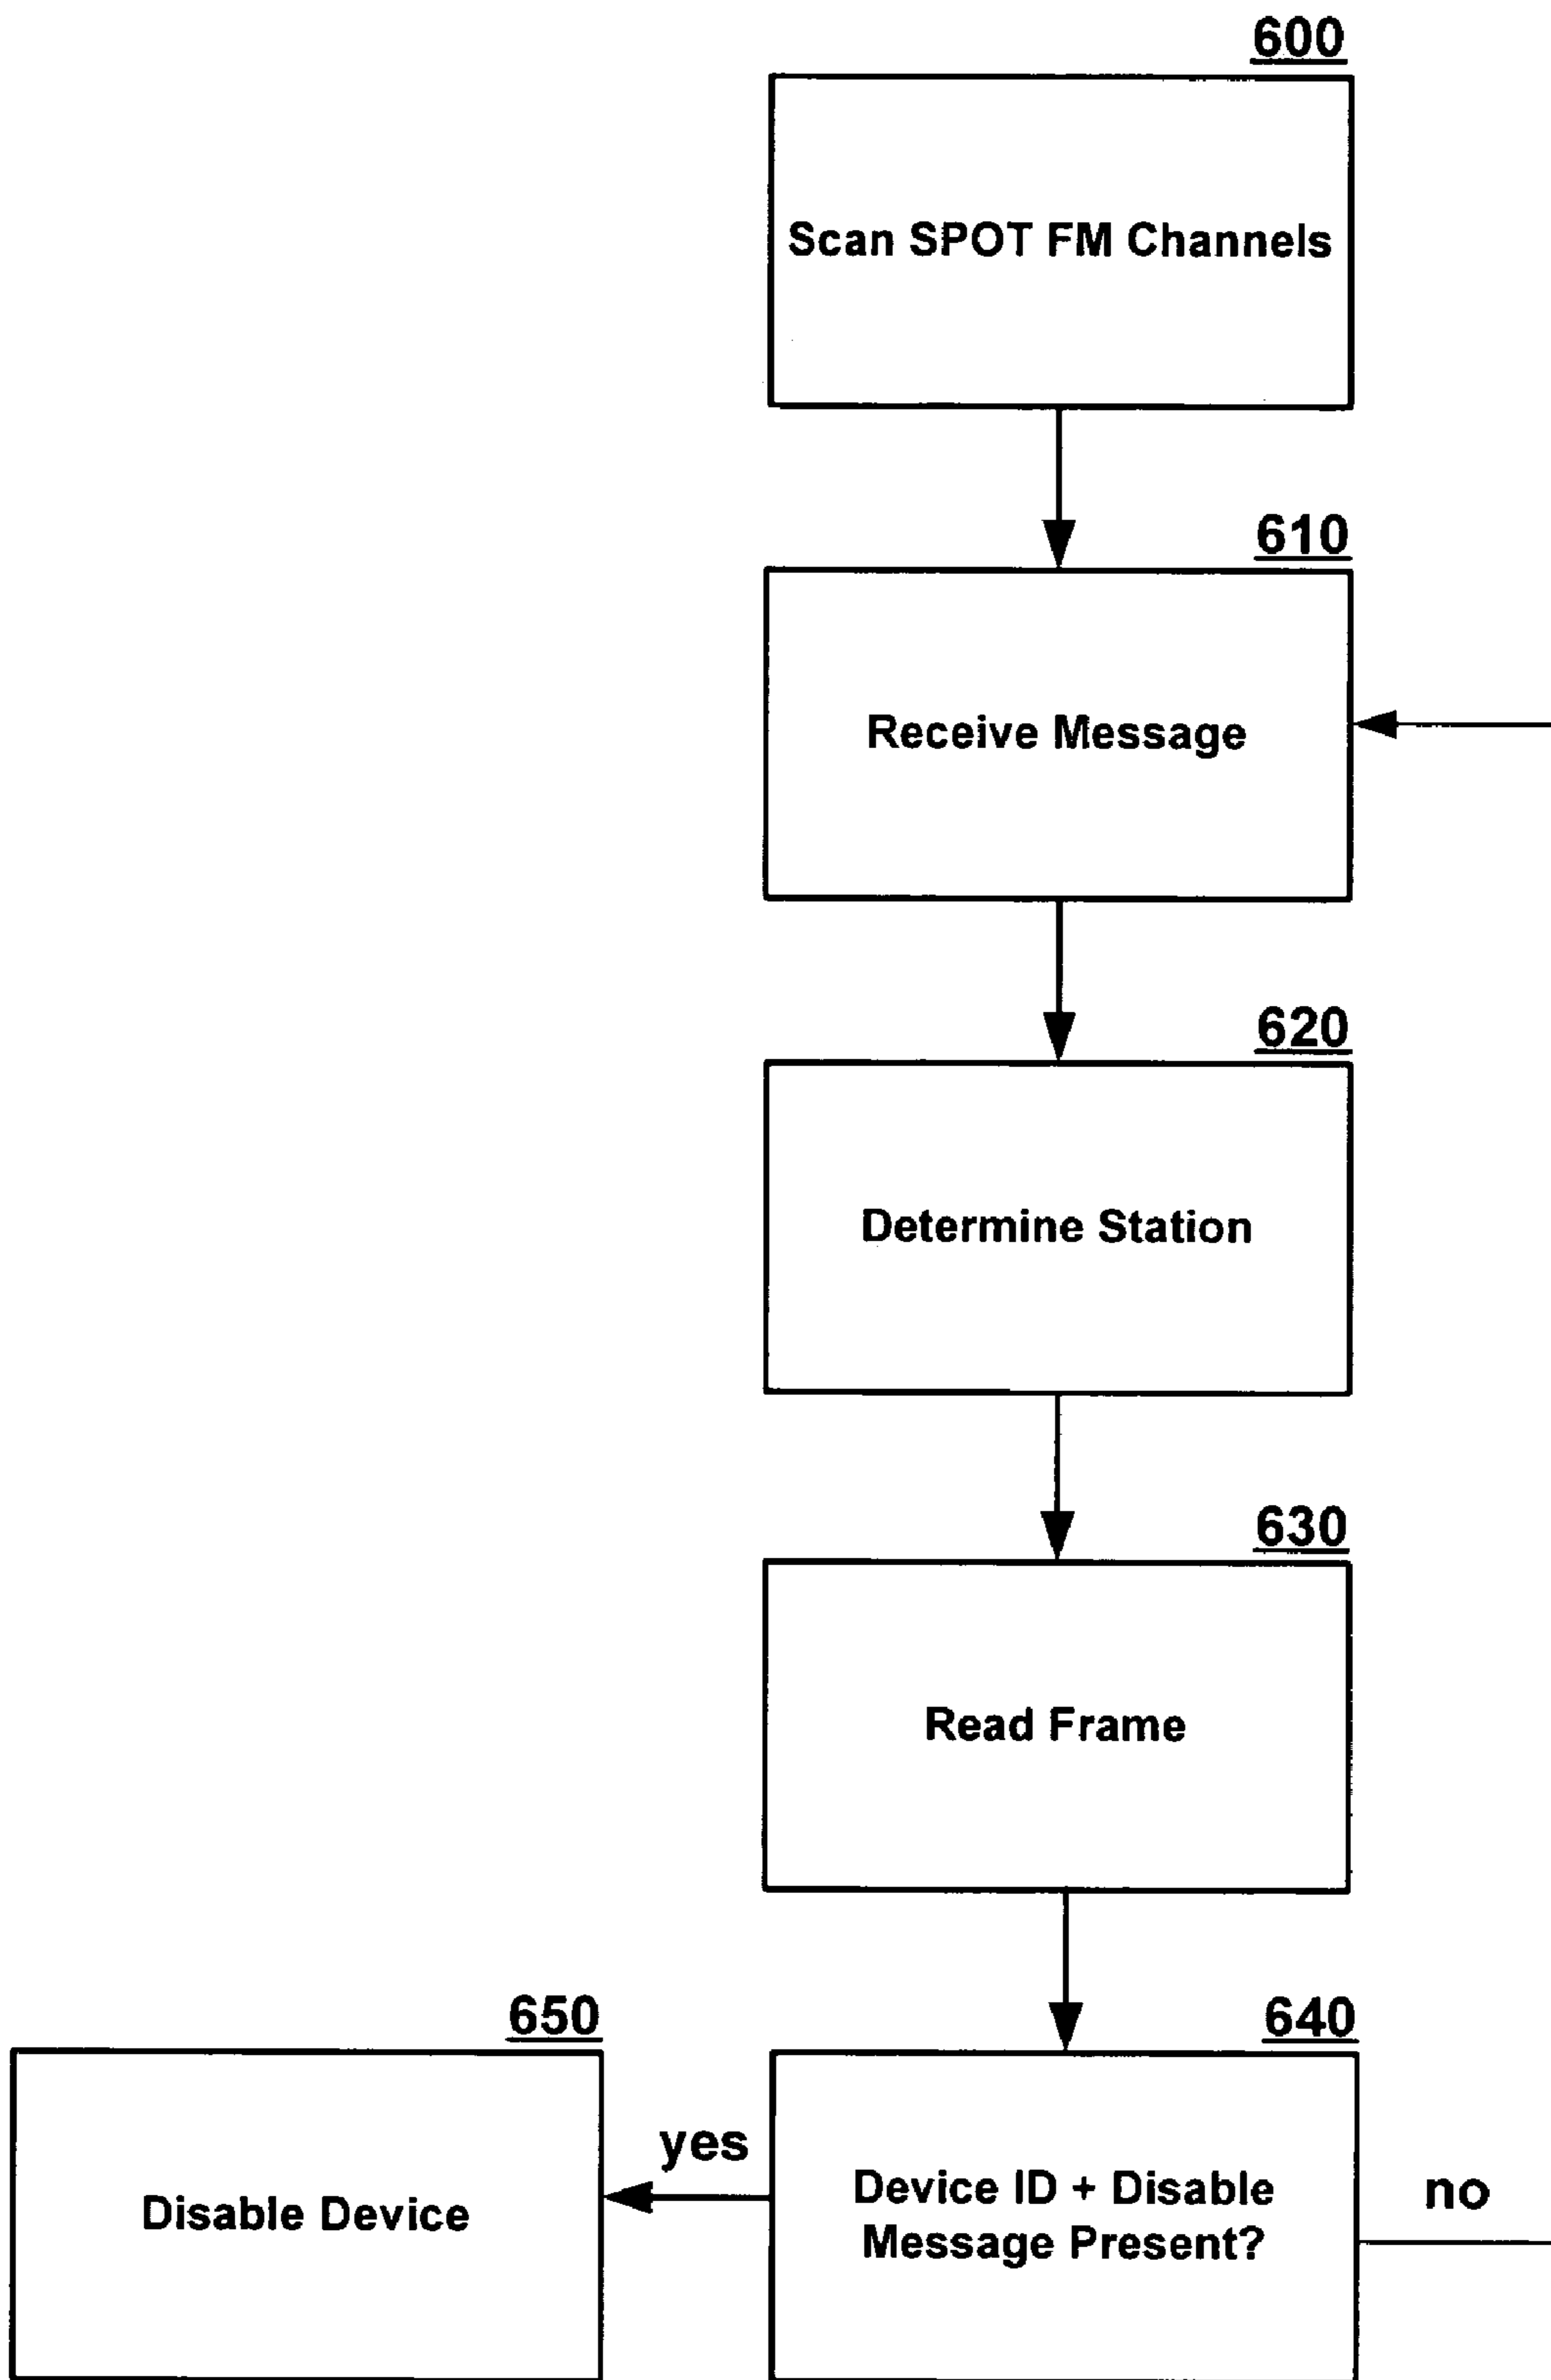 600
Scan SPOT FM Channels
610
Receive Message
620
Determine Station
630
Read Frame
650
640
yes
Disable Device
Device ID + Disable
Message Present?
no